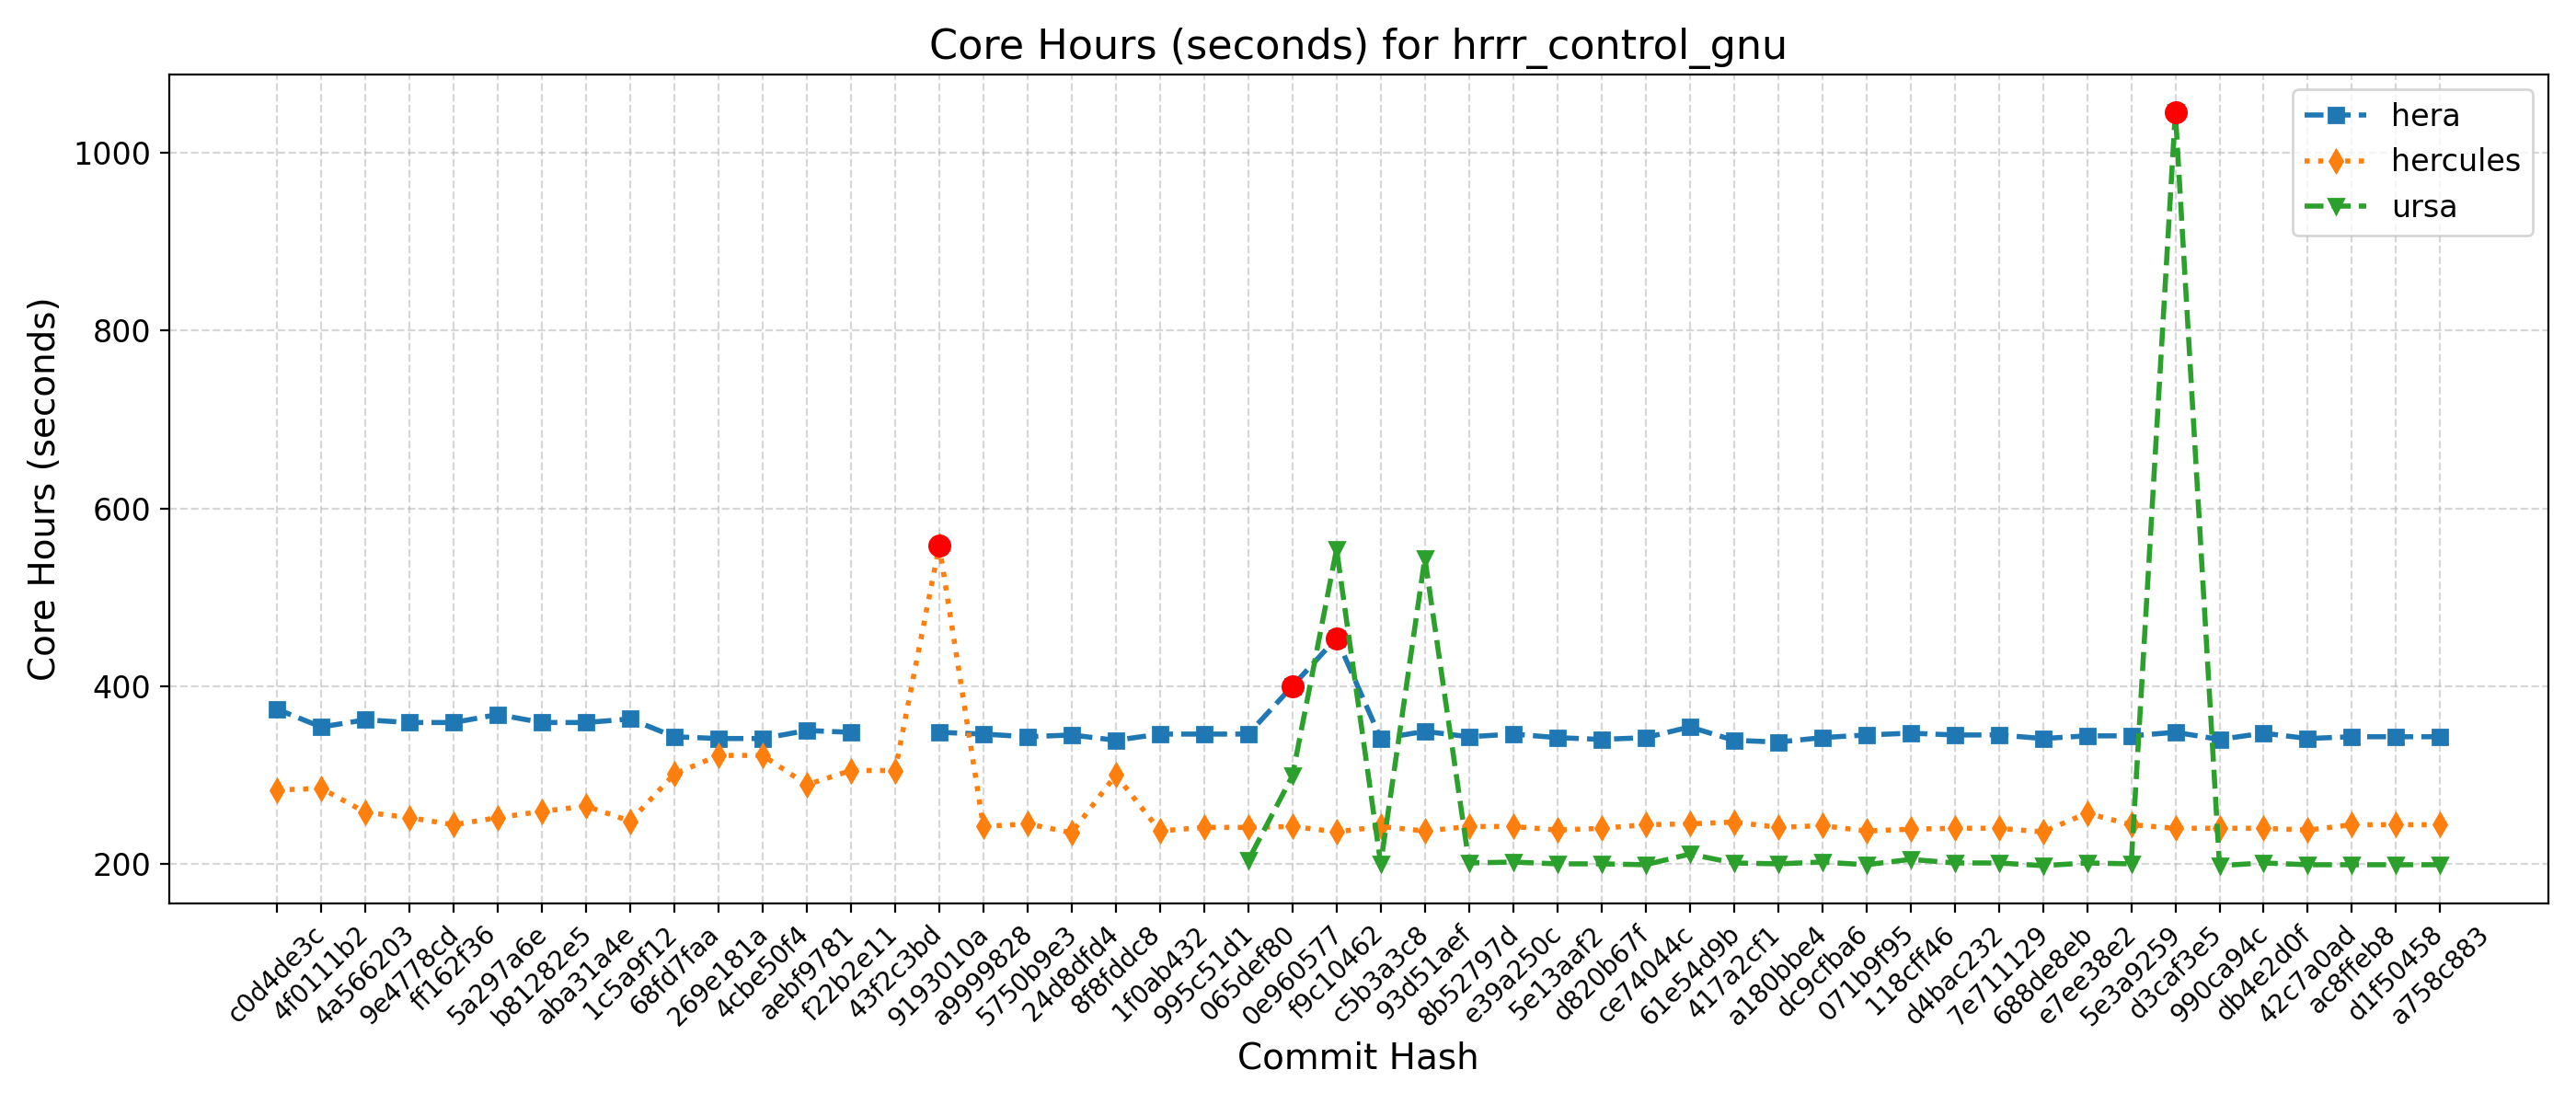 Core Hours (seconds) for hrrr_control_gnu
Core Hours (seconds)
1000
800
600
400
200
hera
hercules
ursa
c0d4de3c
4f0111b2
4a566203
9e4778cd
ff162f36
5a297a6e
b81282e5
aba31a4e
1c5a9f12
68fd7faa
269e181a
4cbe50f4
aebf9781
f22b2e11
43f2c3bd
9193010a
a9999828
5750b9e3
24d8dfd4
8f8fddc8
1f0ab432
995c51d1
065def80
0e960577
f9c10462
c5b3a3c8
93d51aef
8b52797d
e39a250c
5e13aaf2
d820b67f
ce74044c
61e54d9b
417a2cf1
a180bbe4
dc9cfba6
071b9f95
118cff46
d4bac232
7e711129
688de8eb
e7ee38e2
5e3a9259
d3caf3e5
990ca94c
db4e2d0f
42c7a0ad
ac8ffeb8
d1f50458
a758c883
Commit Hash